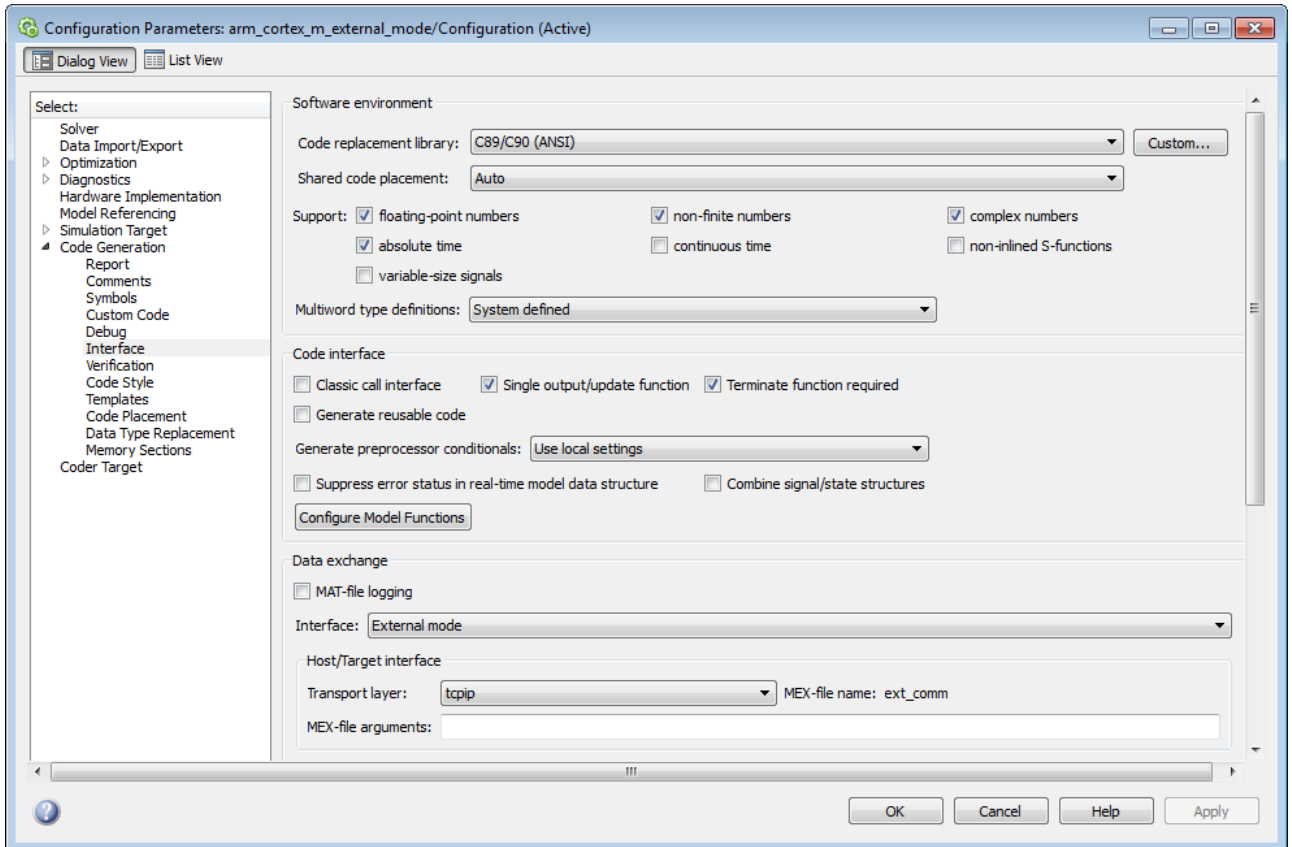 Configuration Parameters: arm_cortex_m_external_mode/Configuration (Active)
Dialog View List View
Select:
Solver
Data Import/Export
Optimization
Diagnostics
Hardware Implementation
Model Referencing
Simulation Target
Code Generation
Report
Comments
Symbols
Custom Code
Debug
Interface
Verification
Code Style
Templates
Code Placement
Data Type Replacement
Memory Sections
Coder Target
Software environment
Code replacement library: C89/C90 (ANSI) Custom...
Shared code placement: Auto
Support: floating-point numbers non-finite numbers complex numbers
absolute time continuous time non-inlined S-functions
variable-size signals
Multiword type definitions: System defined
Code interface
Classic call interface Single output/update function Terminate function required
Generate reusable code
Generate preprocessor conditionals: Use local settings
Suppress error status in real-time model data structure Combine signal/state structures
Configure Model Functions
Data exchange
MAT-file logging
Interface: External mode
Host/Target interface
Transport layer: tcpip MEX-file name: ext_comm
MEX-file arguments:
OK Cancel Help Apply